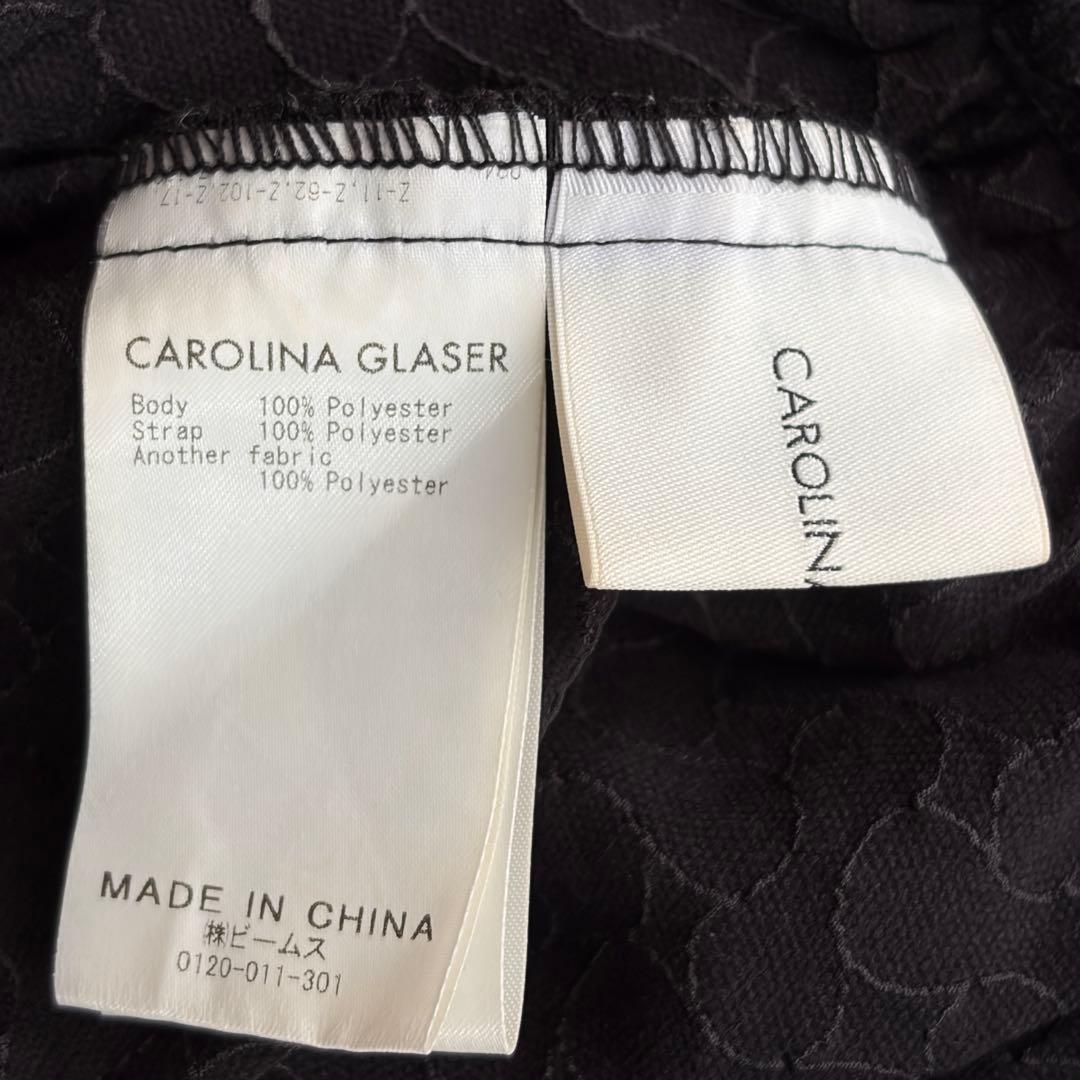 Z-11,Z-62,Z-102,Z-17
CAROLINA GLASER
Body 100% Polyester
Strap 100% Polyester
Another fabric
100% Polyester
MADE IN CHINA
㈱ビームス
0120-011-301
CAROLINA